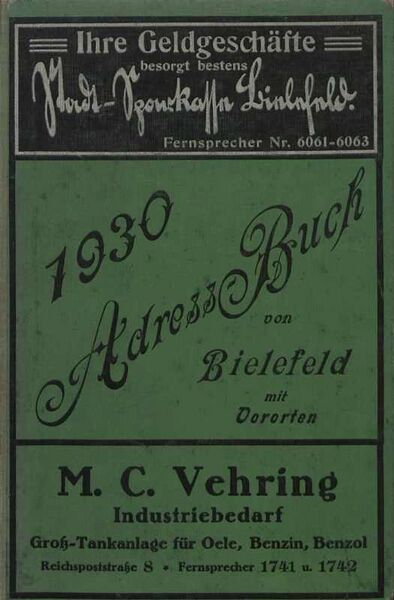 Ihre Geldgeschäfte
besorgt bestens
Stadt-Sparkasse Bielefeld.
Fernsprecher Nr. 6061-6063
1930
Adress Buch
von
Bielefeld
mit
Vororten
M. C. Vehring
Industriebedarf
Groß-Tankanlage für Oele, Benzin, Benzol
Reichspoststraße 8 * Fernsprecher 1741 u. 1742